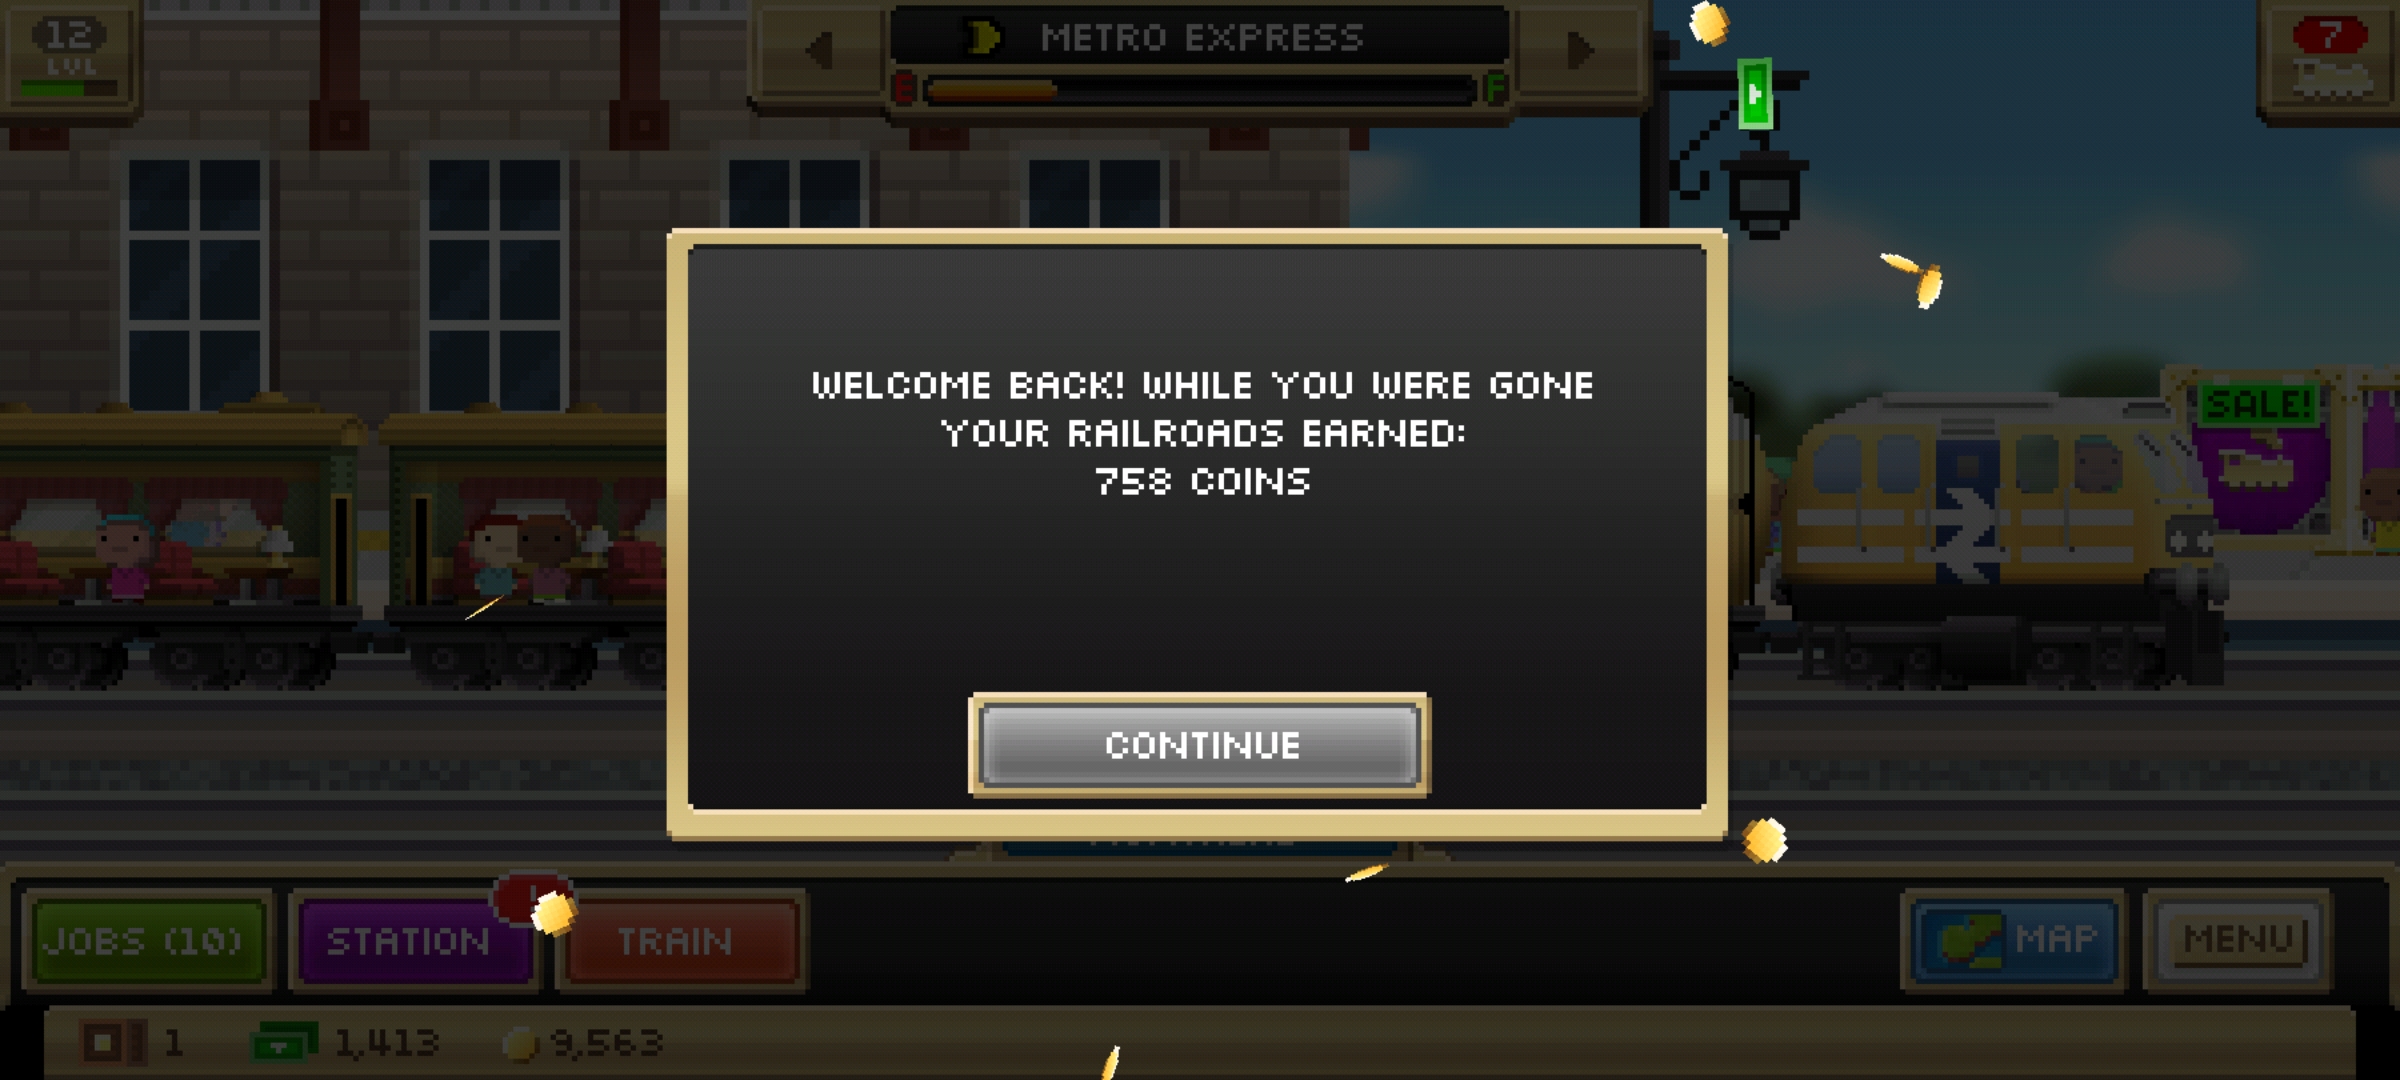 12
LVL
METRO EXPRESS
E F
7
SALE!
WELCOME BACK! WHILE YOU WERE GONE
YOUR RAILROADS EARNED:
758 COINS
CONTINUE
JOBS (10)
STATION
TRAIN
MAP
MENU
1
1,413
9,563